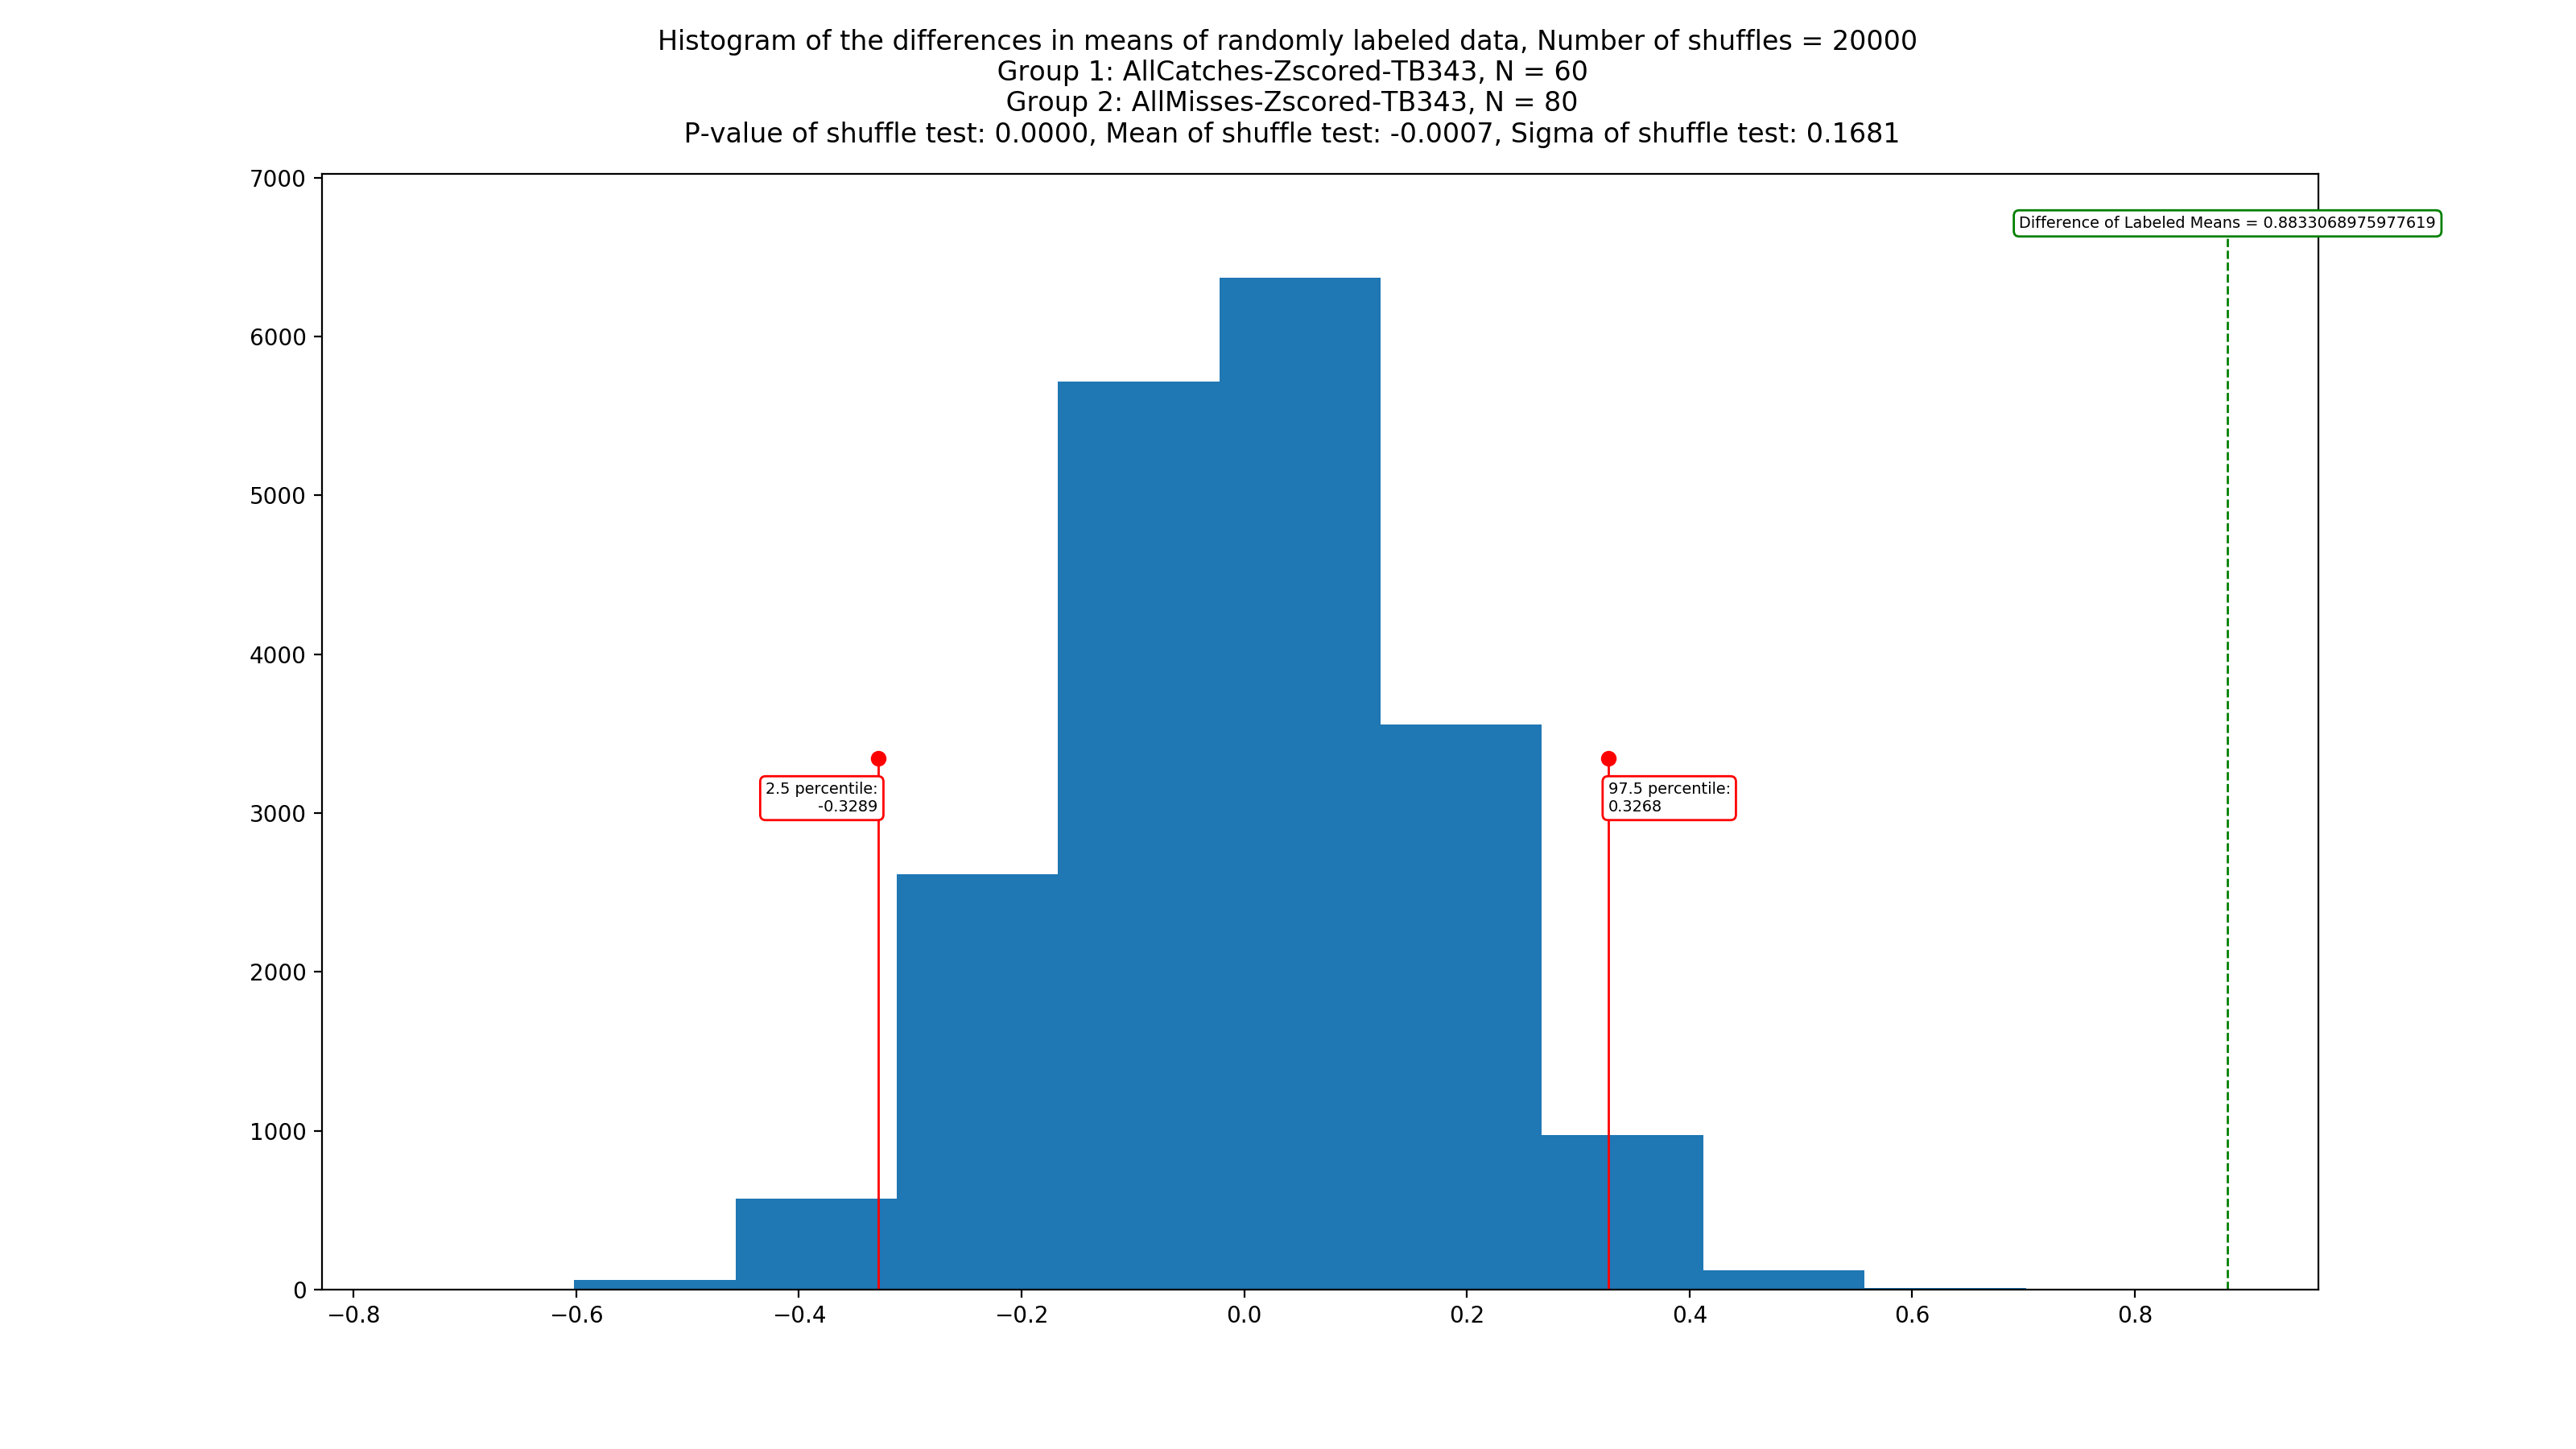 Histogram of the differences in means of randomly labeled data, Number of shuffles = 20000
Group 1: AllCatches-Zscored-TB343, N = 60
Group 2: AllMisses-Zscored-TB343, N = 80
P-value of shuffle test: 0.0000, Mean of shuffle test: -0.0007, Sigma of shuffle test: 0.1681
7000
Difference of Labeled Means = 0.8833068975977619
6000
5000
4000
2.5 percentile:
-0.3289
97.5 percentile:
0.3268
3000
2000
1000
0
−0.8
−0.6
−0.4
−0.2
0.0
0.2
0.4
0.6
0.8